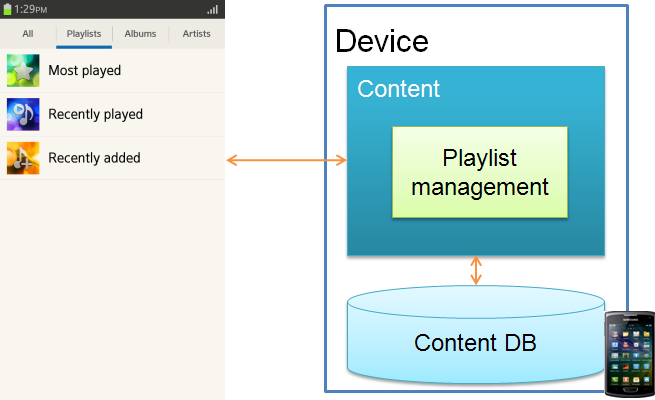 1:29PM
All
Playlists
Albums
Artists
Most played
Recently played
Recently added
Device
Content
Playlist
management
Content DB